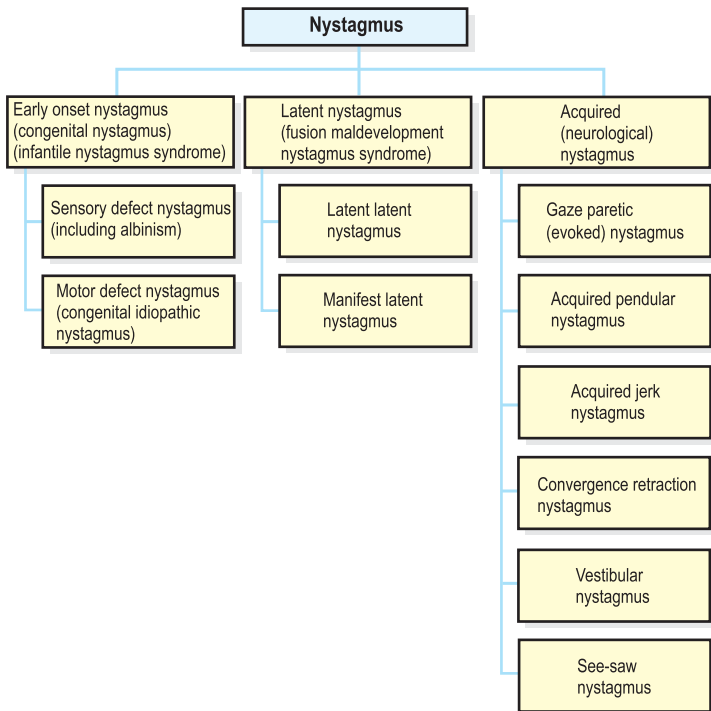 Nystagmus
Early onset nystagmus
(congenital nystagmus)
(infantile nystagmus syndrome)
Sensory defect nystagmus
(including albinism)
Motor defect nystagmus
(congenital idiopathic
nystagmus)
Latent nystagmus
(fusion maldevelopment
nystagmus syndrome)
Latent latent
nystagmus
Manifest latent
nystagmus
Acquired
(neurological)
nystagmus
Gaze paretic
(evoked) nystagmus
Acquired pendular
nystagmus
Acquired jerk
nystagmus
Convergence retraction
nystagmus
Vestibular
nystagmus
See-saw
nystagmus